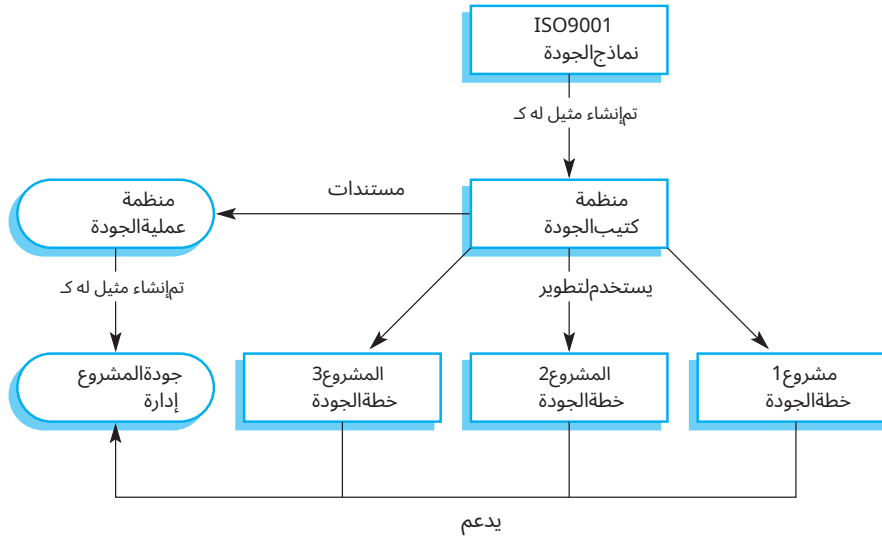 ISO9001
نماذجالجودة
تمإنشاء مثيل له كـ
منظمة
كتيبالجودة
مستندات
منظمة
عمليةالجودة
يستخدملتطوير
تمإنشاء مثيل له كـ
مشروع1
خطةالجودة
المشروع2
خطةالجودة
المشروع3
خطةالجودة
جودةالمشروع
إدارة
يدعم